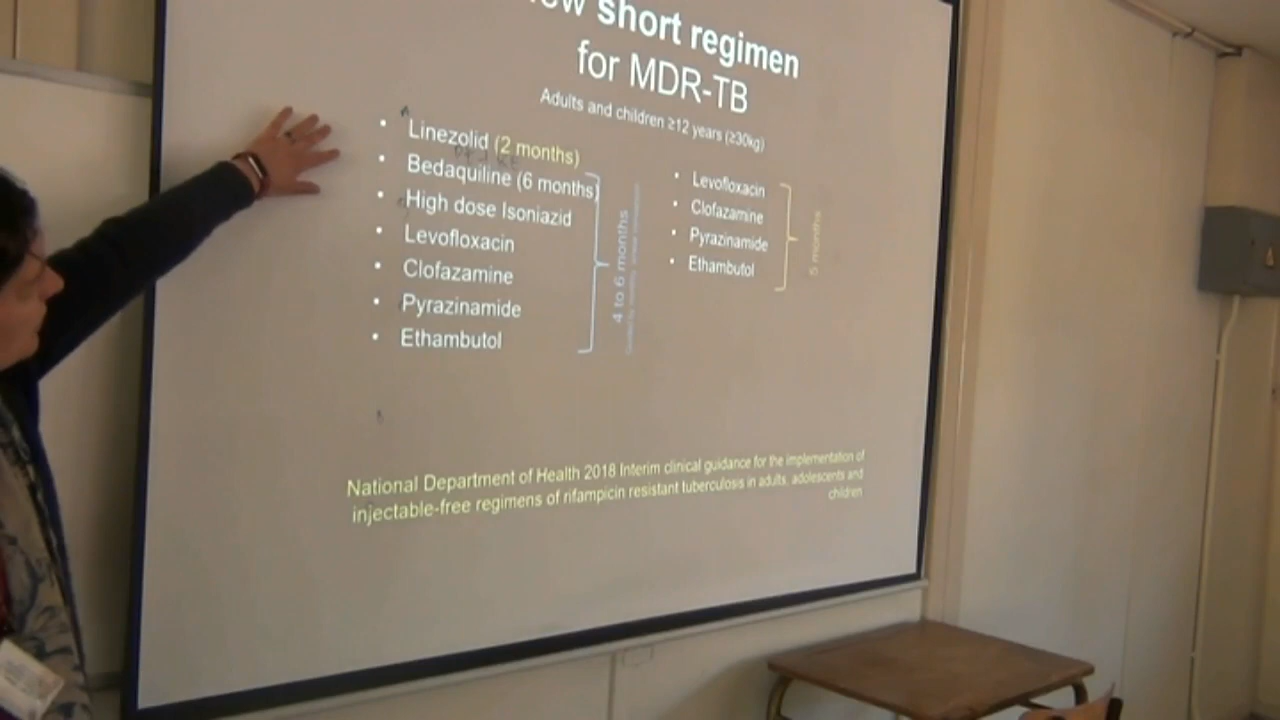 short regimen
for MDR-TB
Adults and children ≥12 years (≥30kg)
• Linezolid (2 months)
• Bedaquiline (6 months)
• High dose Isoniazid
• Levofloxacin
• Clofazamine
• Pyrazinamide
• Ethambutol
4 to 6 months
• Levofloxacin
• Clofazamine
• Pyrazinamide
• Ethambutol
5 months
National Department of Health 2018 Interim clinical guidance for the implementation of
injectable-free regimens of rifampicin resistant tuberculosis in adults, adolescents and
children